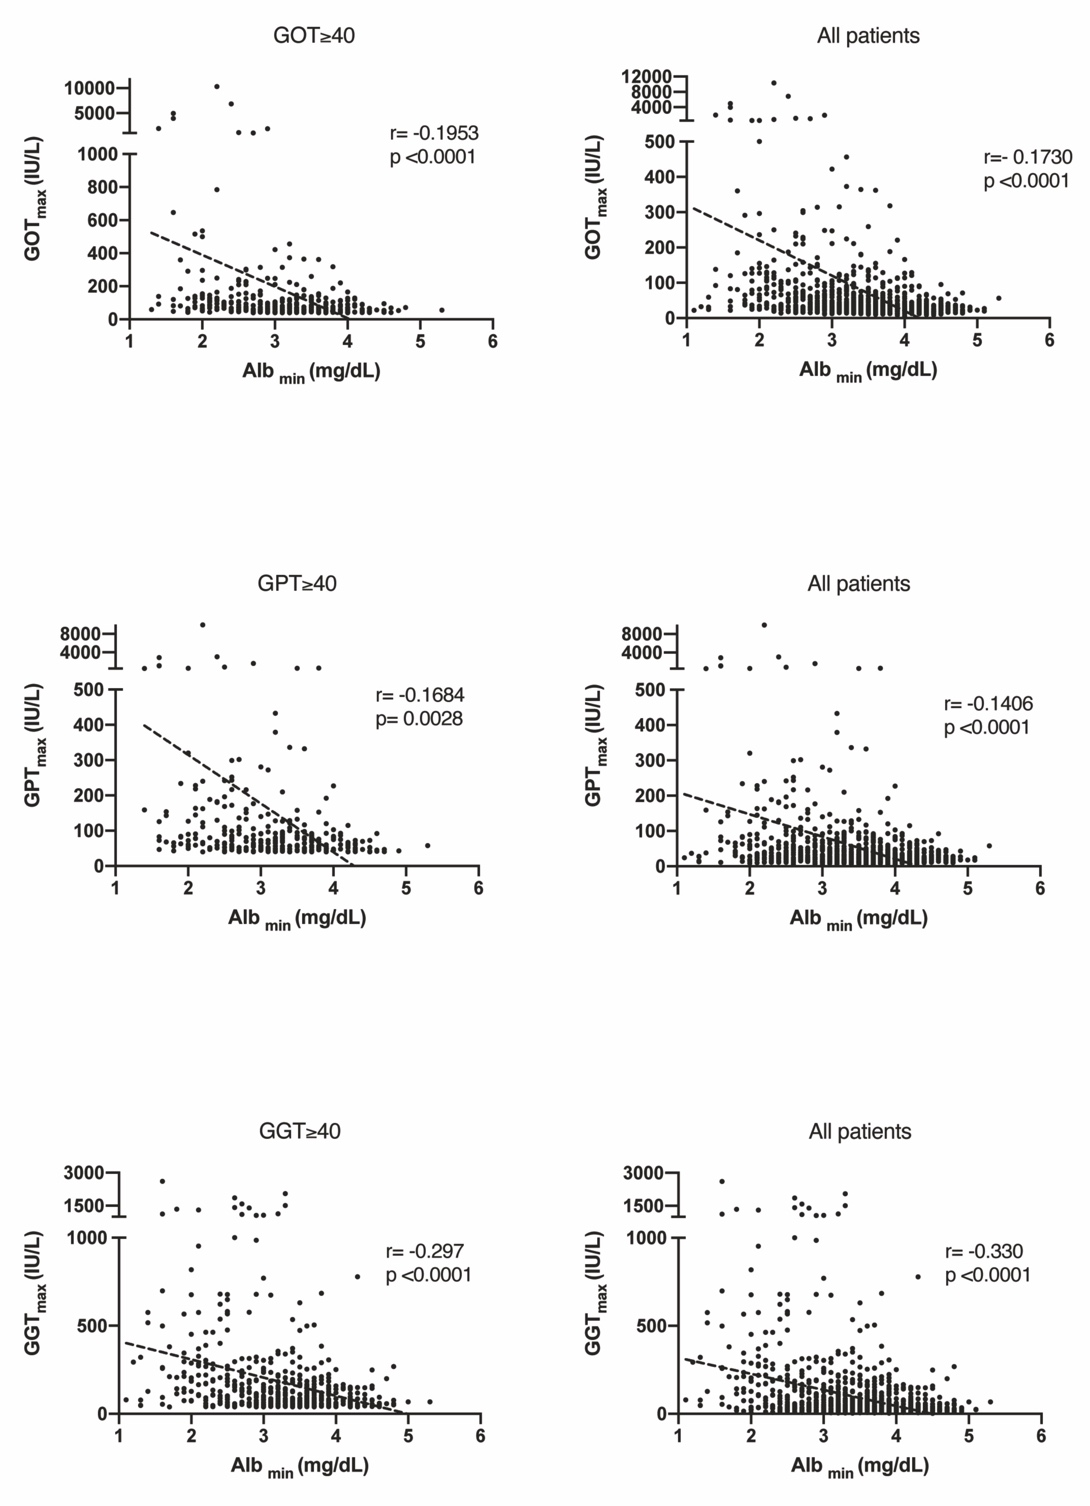 GOT≥40
10000
5000
1000
800
600
400
200
0
GOTmax (IU/L)
r= -0.1953
p <0.0001
1 2 3 4 5 6
Alb min (mg/dL)
All patients
12000
8000
4000
500
400
300
200
100
0
GOTmax (IU/L)
r=- 0.1730
p <0.0001
1 2 3 4 5 6
Alb min (mg/dL)
GPT≥40
8000
4000
500
400
300
200
100
0
GPTmax (IU/L)
r= -0.1684
p= 0.0028
1 2 3 4 5 6
Alb min (mg/dL)
All patients
8000
4000
500
400
300
200
100
0
GPTmax (IU/L)
r= -0.1406
p <0.0001
1 2 3 4 5 6
Alb min (mg/dL)
GGT≥40
3000
1500
1000
500
0
GGTmax (IU/L)
r= -0.297
p <0.0001
1 2 3 4 5 6
Alb min (mg/dL)
All patients
3000
1500
1000
500
0
GGTmax (IU/L)
r= -0.330
p <0.0001
1 2 3 4 5 6
Alb min (mg/dL)